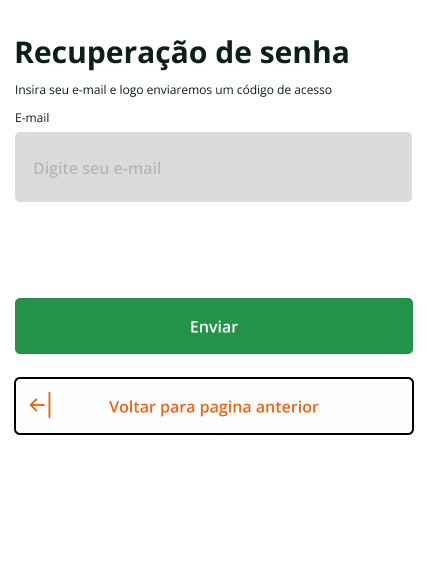 Recuperação de senha
Insira seu e-mail e logo enviaremos um código de acesso
E-mail
Digite seu e-mail
Enviar
Voltar para pagina anterior